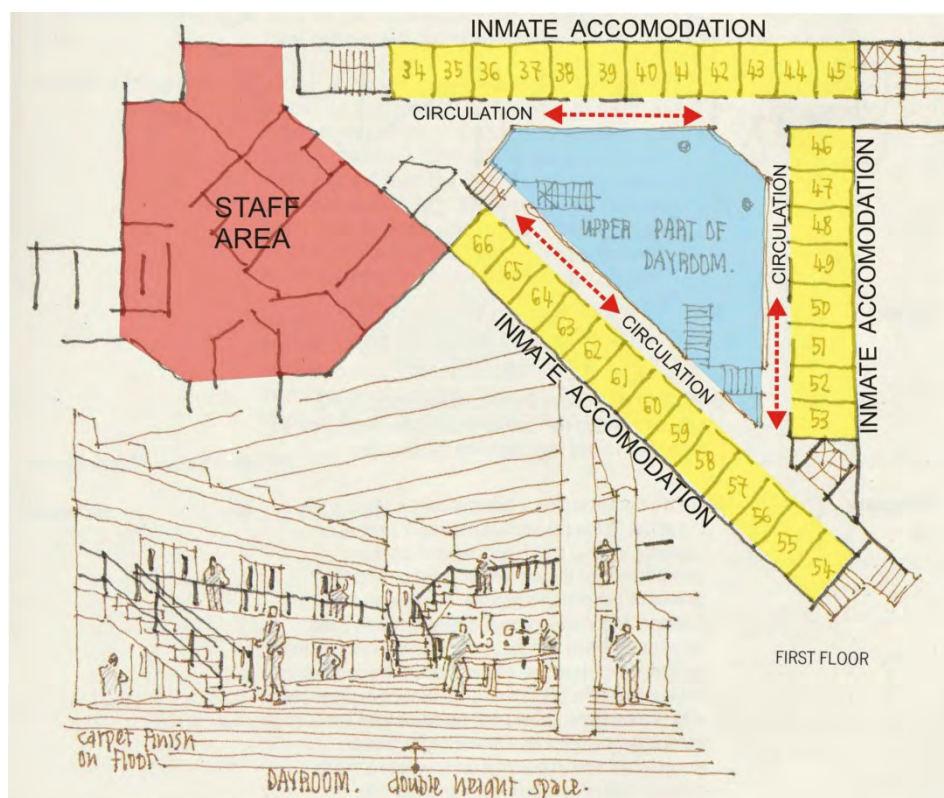 INMATE ACCOMODATION
34 35 36 37 38 39 40 41 42 43 44 45
CIRCULATION
46
47
48
49
50
51
52
53
CIRCULATION
INMATE ACCOMODATION
STAFF
AREA
UPPER PART OF
DAYROOM.
66
65
64
63
62
61
60
59
58
57
56
55
54
CIRCULATION
INMATE ACCOMODATION
FIRST FLOOR
carpet finish
on floor.
DAYROOM. double height space.